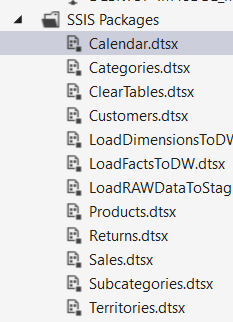 SSIS Packages
Calendar.dtsx
Categories.dtsx
ClearTables.dtsx
Customers.dtsx
LoadDimensionsToDW
LoadFactsToDW.dtsx
LoadRAWDataToStag
Products.dtsx
Returns.dtsx
Sales.dtsx
Subcategories.dtsx
Territories.dtsx